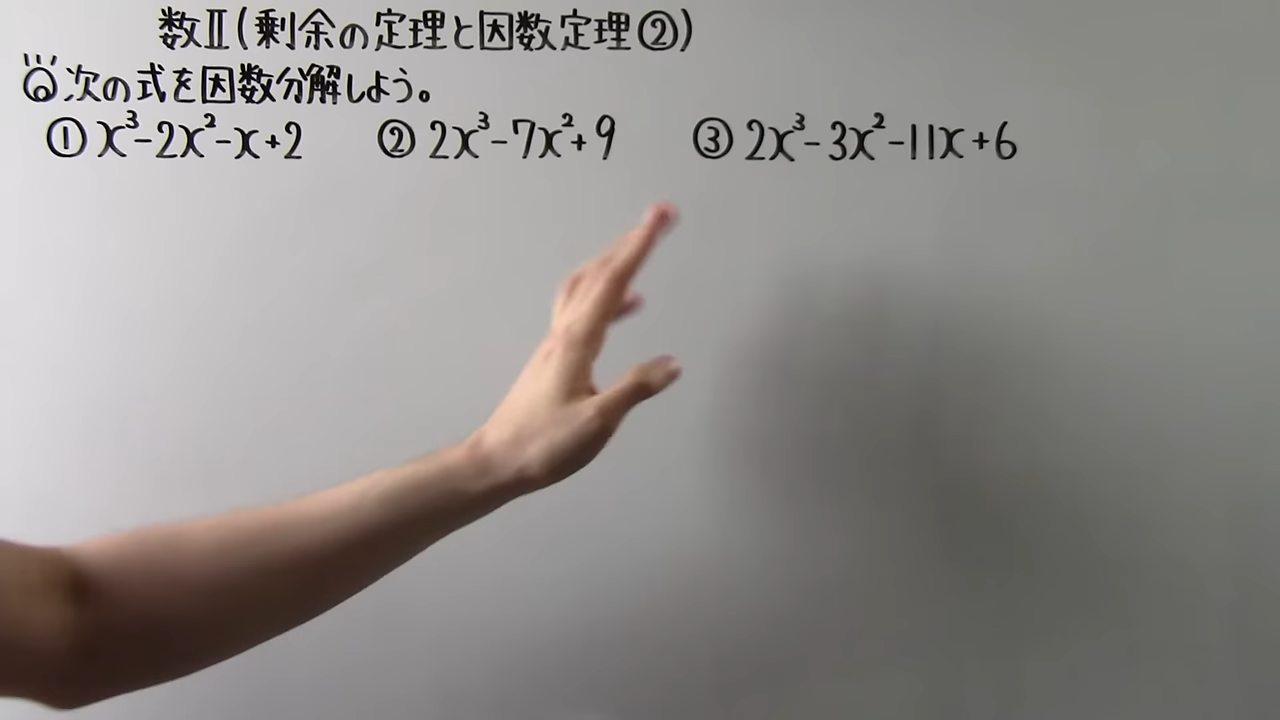 数Ⅱ(剰余の定理と因数定理②)
◎次の式を因数分解しよう。
① x³-2x²-x+2 ② 2x³-7x²+9 ③ 2x³-3x²-11x+6